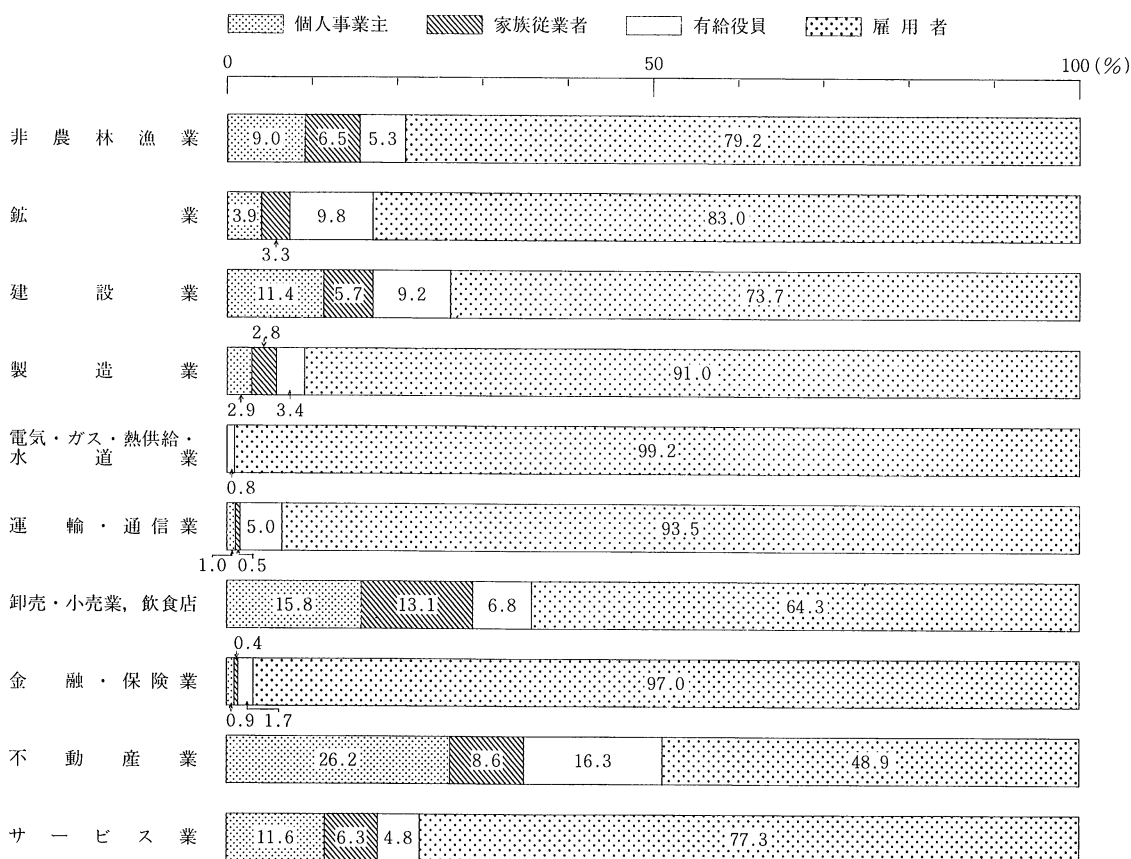 個人事業主 家族従業者 有給役員 雇用者
0 50 100(%)
非農林漁業 9.0 6.5 5.3 79.2
鉱業 3.9 9.8 83.0
3.3
建設業 11.4 5.7 9.2 73.7
2.8
製造業 91.0
2.9 3.4
電気・ガス・熱供給・
水道業 99.2
0.8
運輸・通信業 5.0 93.5
1.0 0.5
卸売・小売業，飲食店 15.8 13.1 6.8 64.3
0.4
金融・保険業 97.0
0.9 1.7
不動産業 26.2 8.6 16.3 48.9
サービス業 11.6 6.3 4.8 77.3